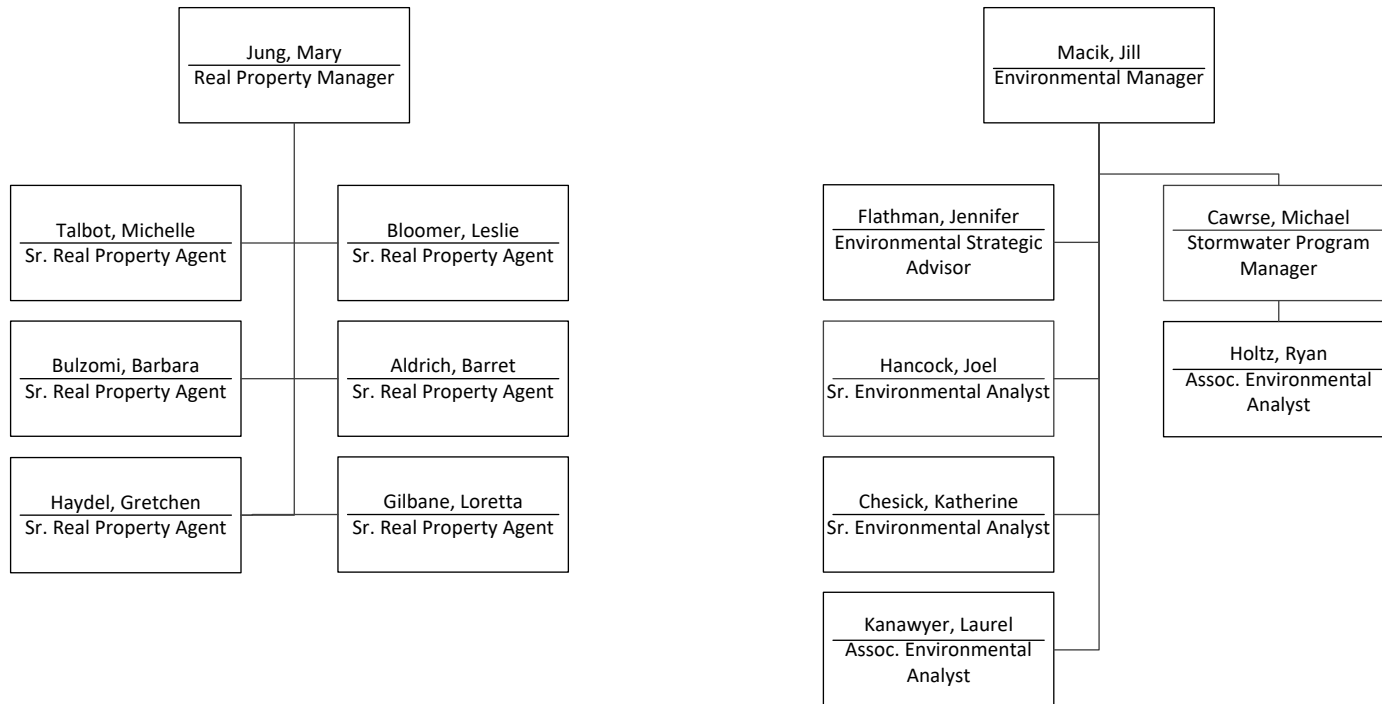 Jung, Mary
Real Property Manager
Macik, Jill
Environmental Manager
Talbot, Michelle
Sr. Real Property Agent
Bloomer, Leslie
Sr. Real Property Agent
Flathman, Jennifer
Environmental Strategic
Advisor
Cawrse, Michael
Stormwater Program
Manager
Bulzomi, Barbara
Sr. Real Property Agent
Aldrich, Barret
Sr. Real Property Agent
Hancock, Joel
Sr. Environmental Analyst
Holtz, Ryan
Assoc. Environmental
Analyst
Haydel, Gretchen
Sr. Real Property Agent
Gilbane, Loretta
Sr. Real Property Agent
Chesick, Katherine
Sr. Environmental Analyst
Kanawyer, Laurel
Assoc. Environmental
Analyst